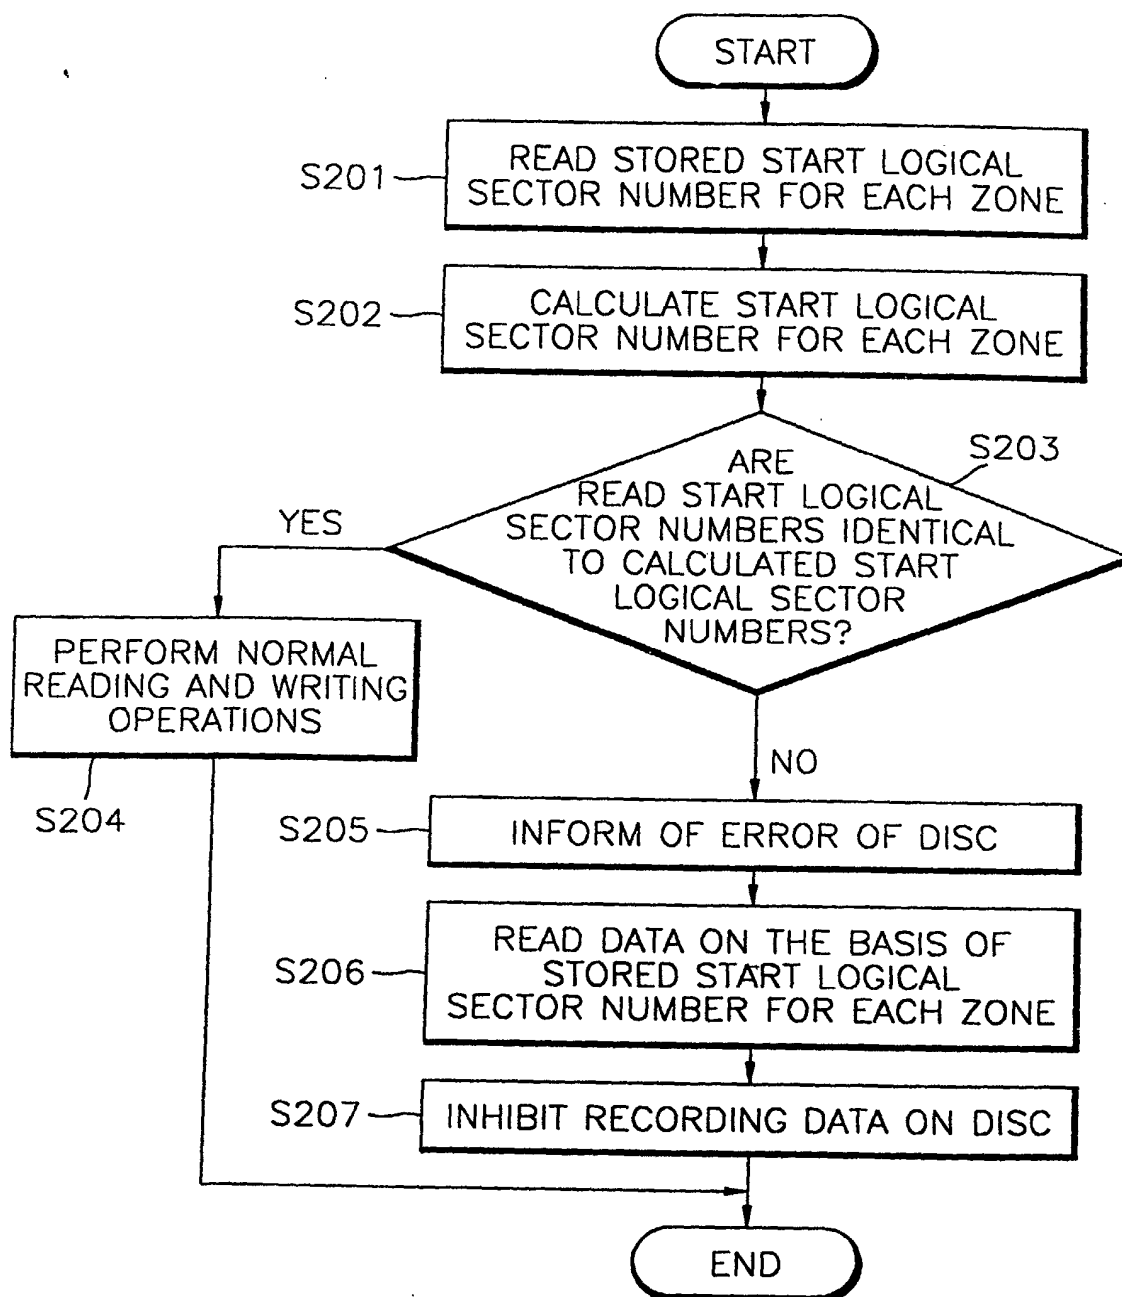 START
S201
READ STORED START LOGICAL
SECTOR NUMBER FOR EACH ZONE
S202
CALCULATE START LOGICAL
SECTOR NUMBER FOR EACH ZONE
S203
ARE
READ START LOGICAL
SECTOR NUMBERS IDENTICAL
TO CALCULATED START
LOGICAL SECTOR
NUMBERS?
YES
PERFORM NORMAL
READING AND WRITING
OPERATIONS
S204
NO
S205
INFORM OF ERROR OF DISC
S206
READ DATA ON THE BASIS OF
STORED START LOGICAL
SECTOR NUMBER FOR EACH ZONE
S207
INHIBIT RECORDING DATA ON DISC
END